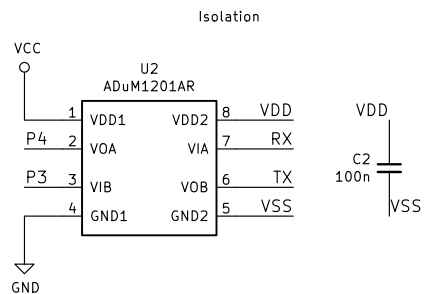 Isolation
VCC
U2
ADuM1201AR
1 VDD1 VDD2 8 VDD
P4 2 VOA VIA 7 RX
P3 3 VIB VOB 6 TX
4 GND1 GND2 5 VSS
GND
VDD
C2
100n
VSS